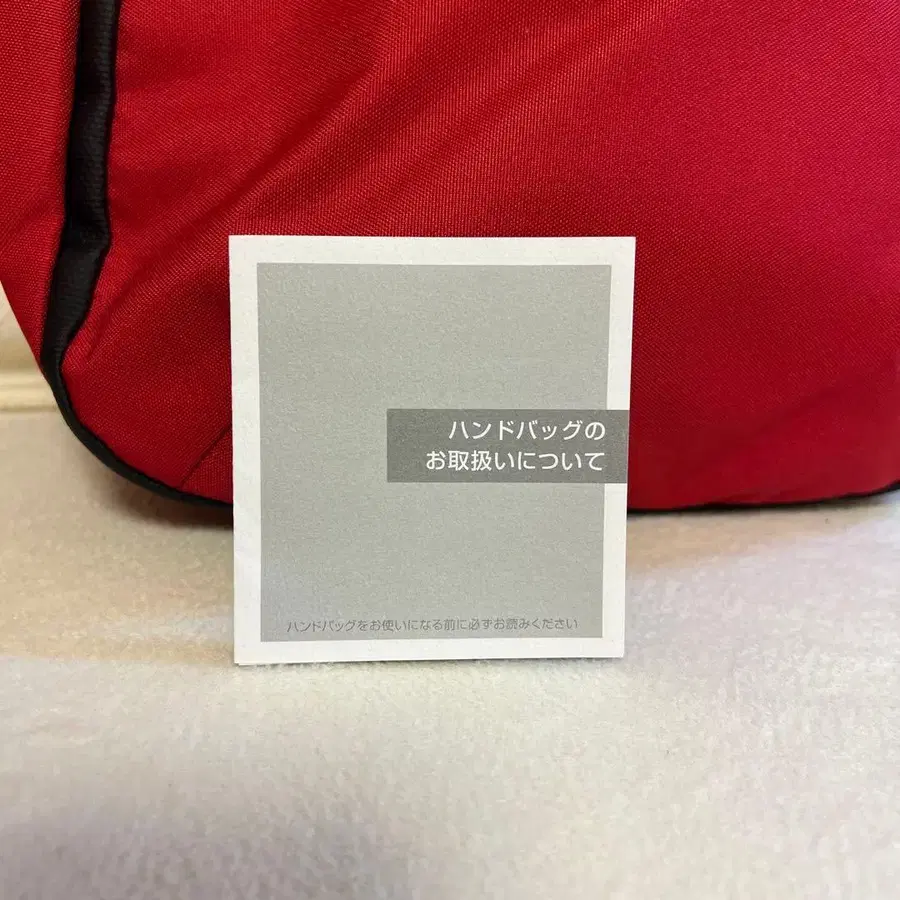 ハンドバッグの
お取扱いについて
ハンドバッグをお使いになる前に必ずお読みください